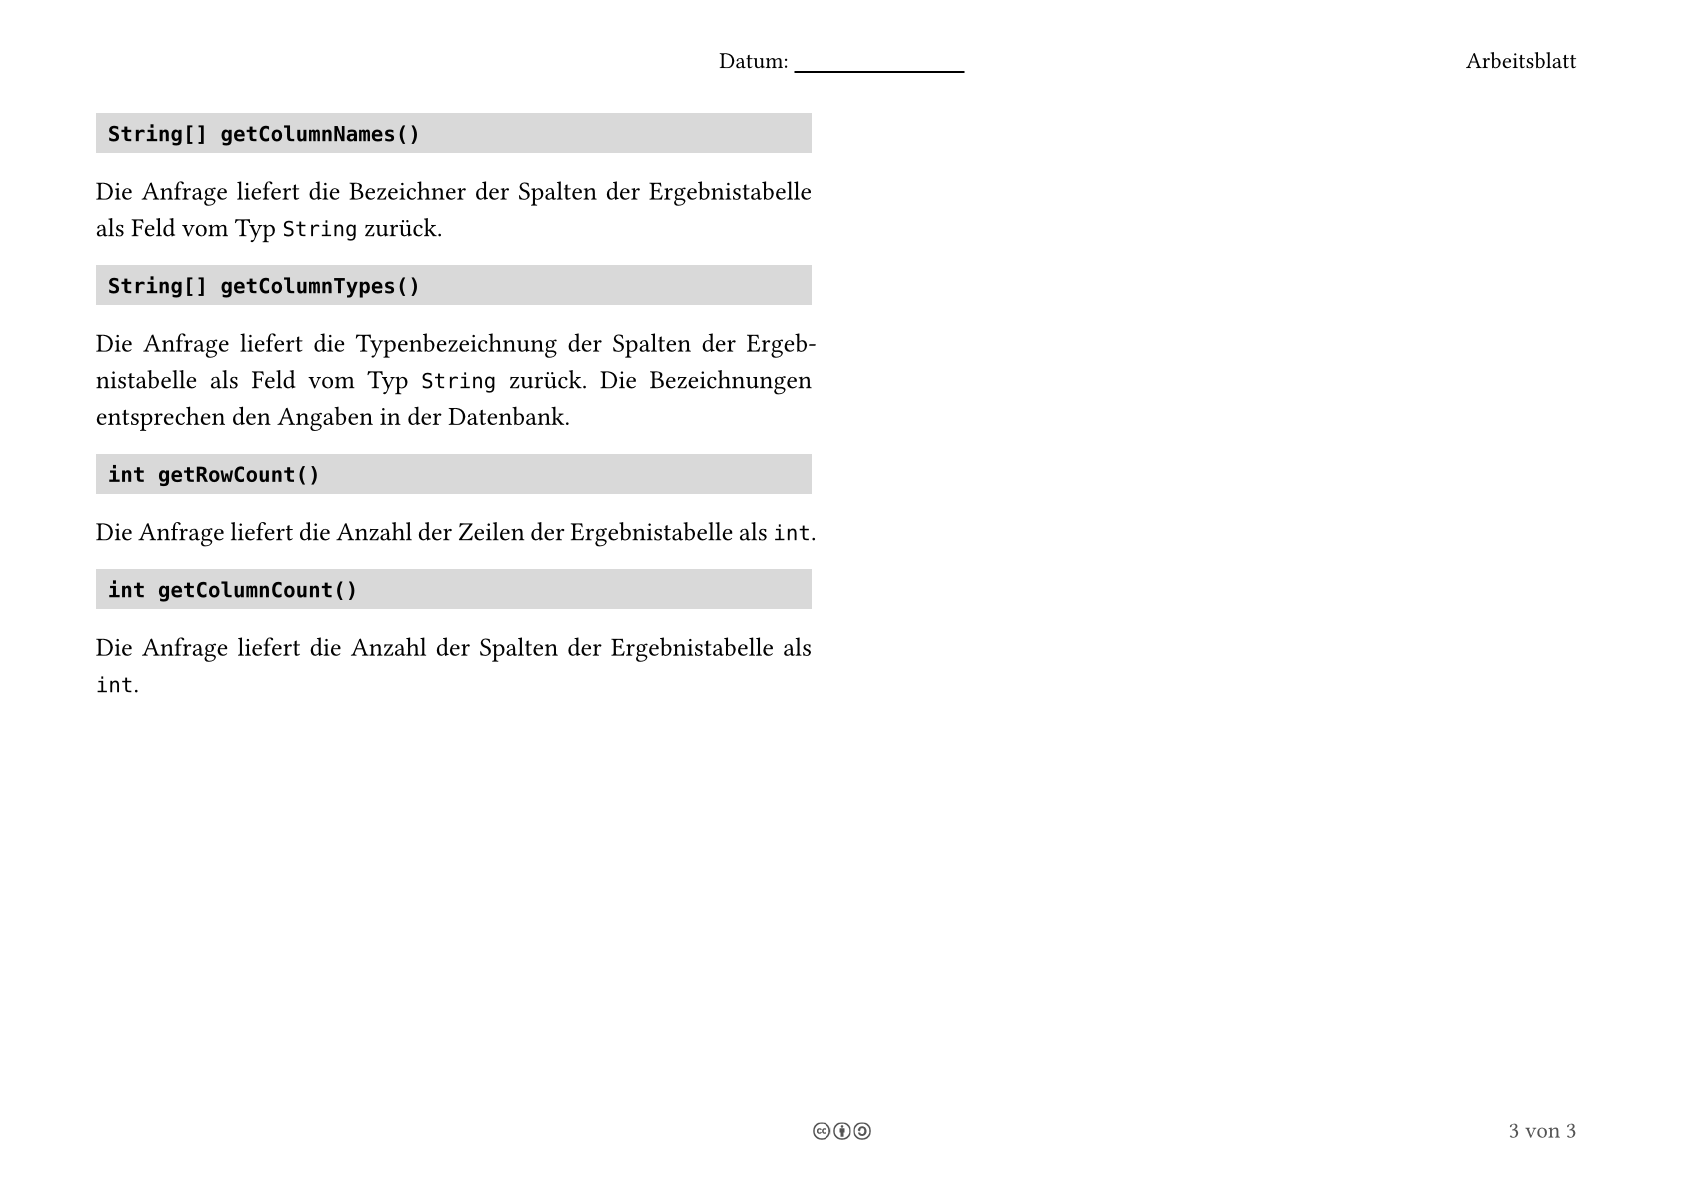 Datum: 
Arbeitsblatt
String[] getColumnNames()
Die Anfrage liefert die Bezeichner der Spalten der Ergebnistabelle
als Feld vom Typ String zurück.
String[] getColumnTypes()
Die Anfrage liefert die Typenbezeichnung der Spalten der Ergeb-
nistabelle als Feld vom Typ String zurück. Die Bezeichnungen
entsprechen den Angaben in der Datenbank.
int getRowCount()
Die Anfrage liefert die Anzahl der Zeilen der Ergebnistabelle als int.
int getColumnCount()
Die Anfrage liefert die Anzahl der Spalten der Ergebnistabelle als
int.
3 von 3